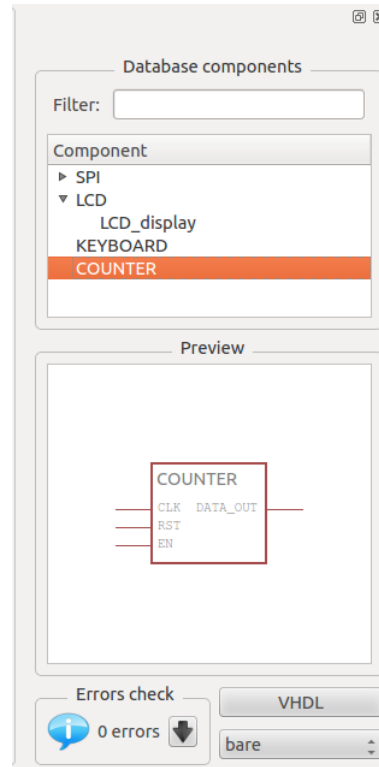 Database components
Filter:
Component
SPI
LCD
LCD_display
KEYBOARD
COUNTER
Preview
COUNTER
CLK DATA_OUT
RST
EN
Errors check
VHDL
0 errors
bare